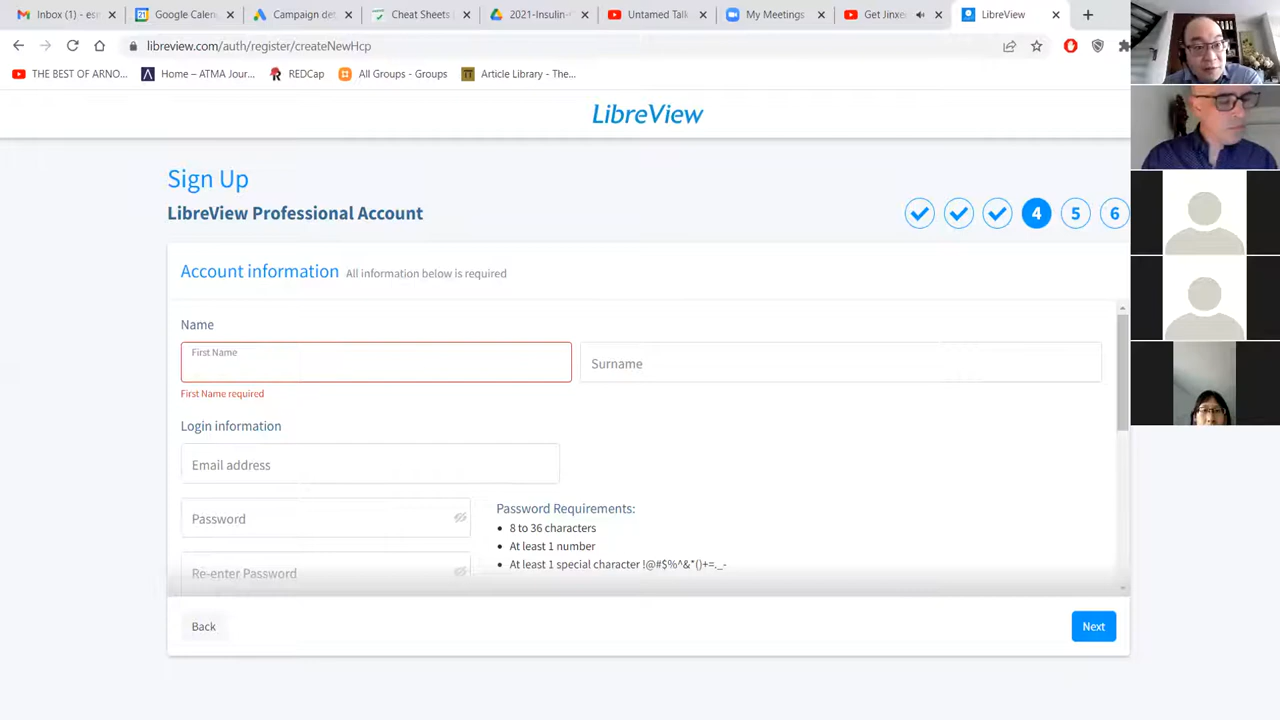 Inbox (1) - esn
Google Calen
Campaign det
Cheat Sheets |
2021-Insulin-
Untamed Talk
My Meetings
Get Jinxe
LibreView
libreview.com/auth/register/createNewHcp
THE BEST OF ARNO...
Home – ATMA Jour...
REDCap
All Groups - Groups
Article Library - The...
LibreView
Sign Up
LibreView Professional Account
4 5 6
Account information All information below is required
Name
First Name
Surname
First Name required
Login information
Email address
Password
Password Requirements:
• 8 to 36 characters
• At least 1 number
• At least 1 special character !@#$%^&*()+=._-
Re-enter Password
Back
Next